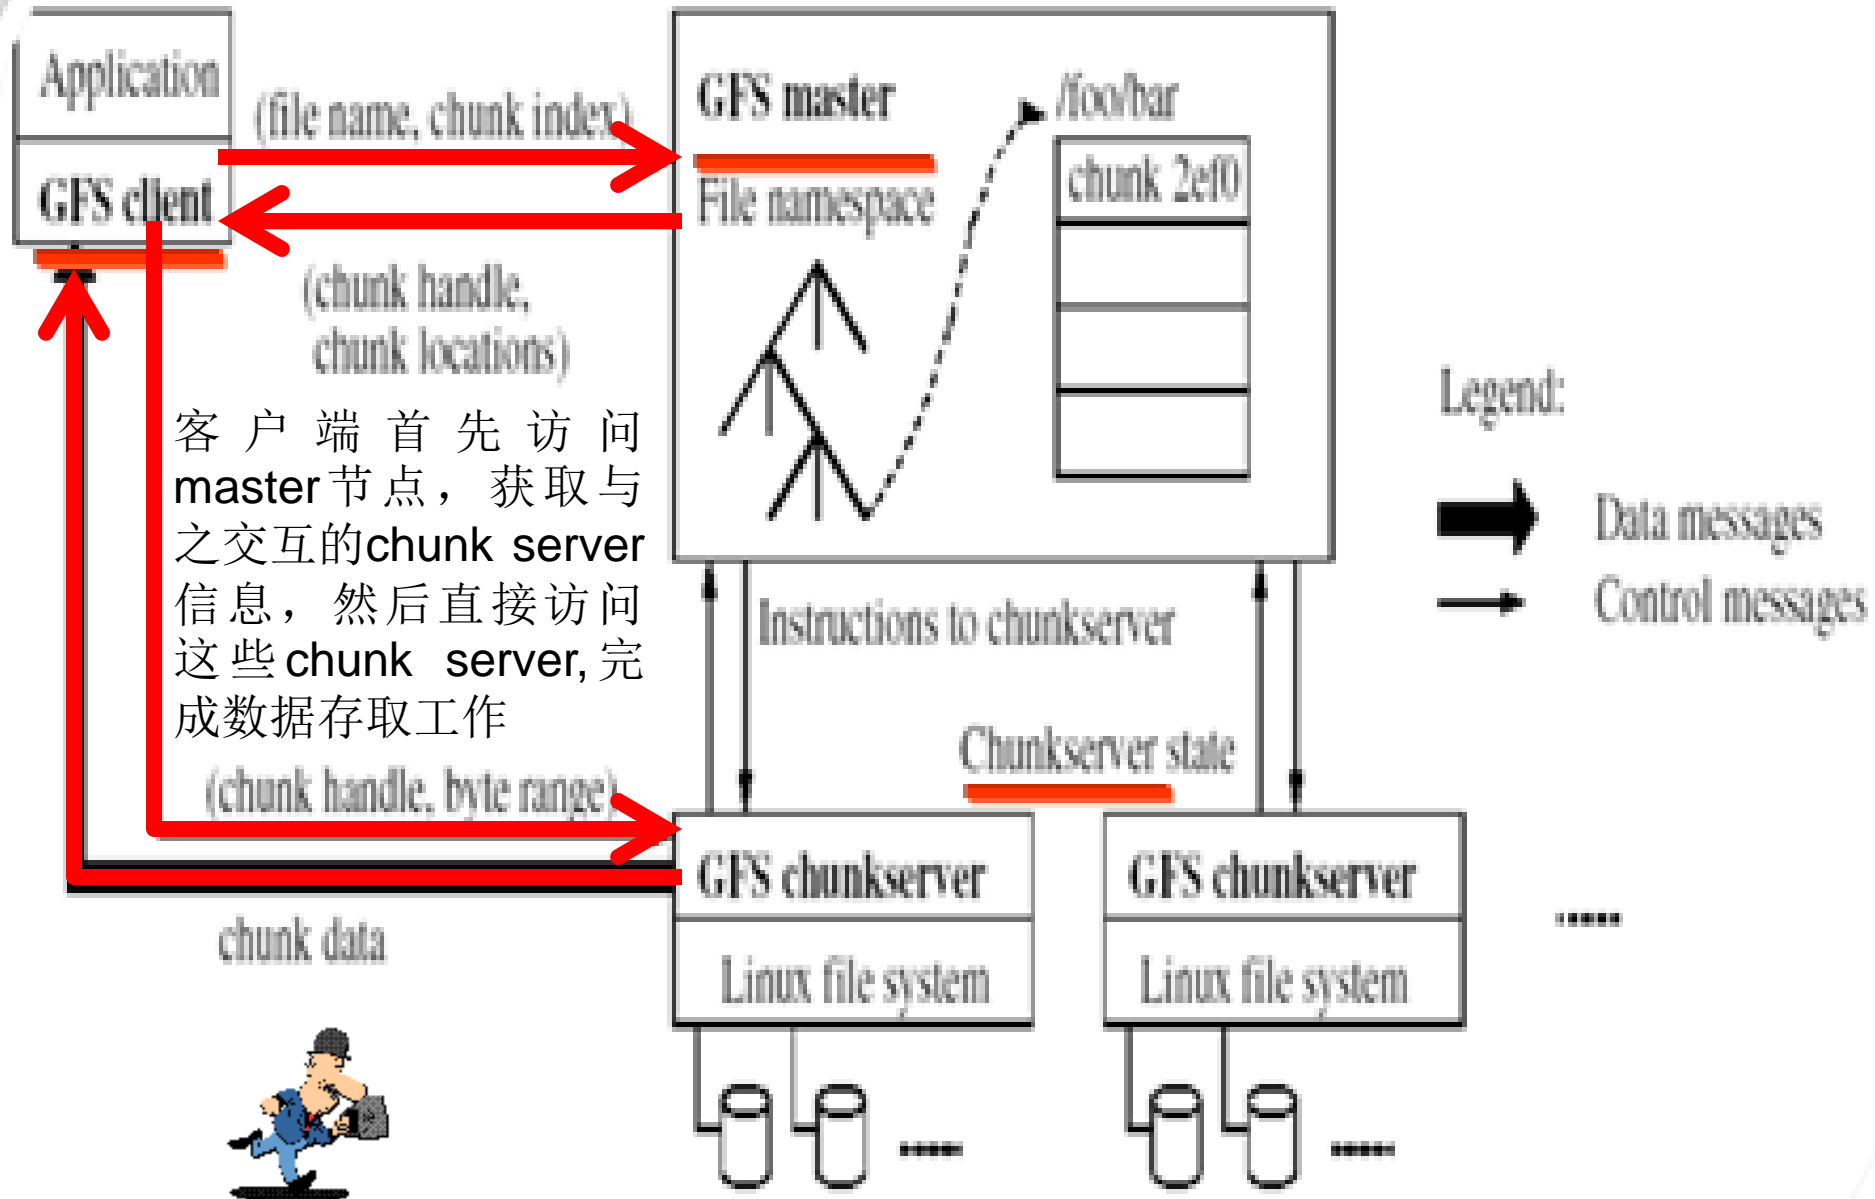 Application
GFS client
(file name, chunk index)
(chunk handle,
chunk locations)
GFS master
File namespace
/foo/bar
chunk 2ef0
客户端首先访问
master节点，获取与
之交互的chunk server
信息，然后直接访问
这些chunk server,完
成数据存取工作
Legend:
Data messages
Control messages
Instructions to chunkserver
Chunkserver state
(chunk handle, byte range)
GFS chunkserver
GFS chunkserver
chunk data
Linux file system
Linux file system